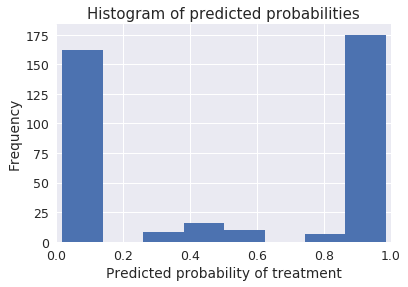 Histogram of predicted probabilities
175
150
125
100
75
50
25
0
Frequency
0.0 0.2 0.4 0.6 0.8 1.0
Predicted probability of treatment